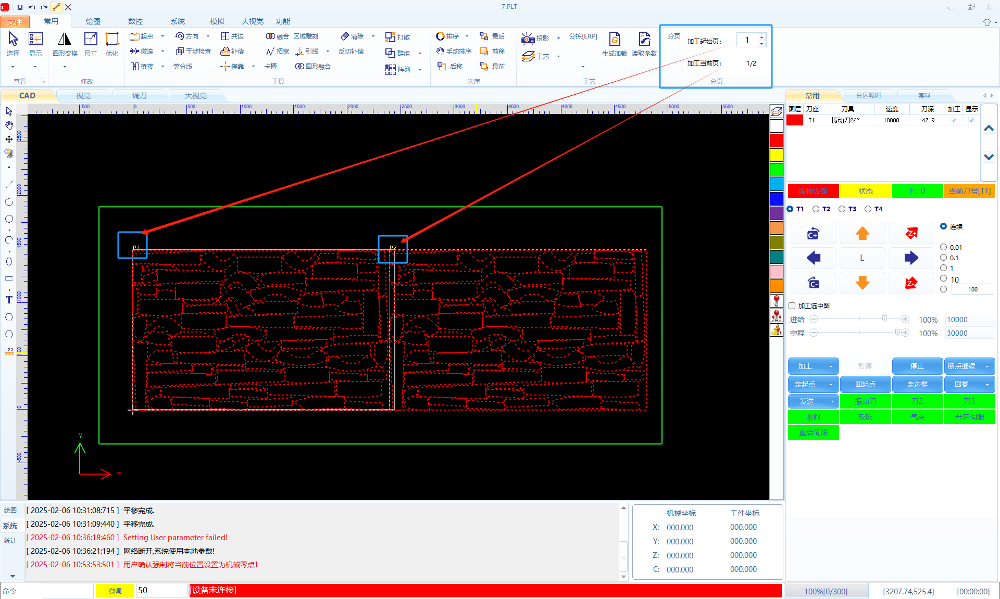 7.PLT
文件 常用 绘图 数控 系统 模拟 大视觉 功能
选择 显示 图形变换 尺寸 优化
起点 方向 共边 融合 区域雕刻 清除 打散
微连 干涉检查 补偿 拓宽 引线 反切补偿 群组
桥接 等分线 停靠 卡槽 圆形融合 阵列
排序 最后
手动排序 前移
后移 最前
投影 分拣[ERP]
工艺
生成加载 读取参数
分页 加工起始页: 1
加工当前页: 1/2
查看 修改 工具 次序 工艺 分页
CAD 视觉 调刀 大视觉
-500 0 500 1000 1500 2000 2500 3000 3500 4000 4500 5000 5500
2500
2000
1500
1000
500
0
-500
P1 P2
Y
X
T
1 2 3
常用 分区吸附 套料
图层 刀座 刀具 速度 刀深 加工 显示
T1 振动刀26° 10000 -47.9
连接设备 状态 F: 0 当前刀号[T1]
T1 T2 T3 T4
C+ Z+
L
C- Z-
连续
0.01
0.1
1
10
100
加工选中图
进给 100% 10000
空程 100% 30000
加工 暂停 停止 断点继续
定起点 回起点 走边框 回零
发送 振动刀 刀2 刀3
吸附 反吹 气夹 开启伺服
重启伺服
绘图
系统
统计
[ 2025-02-06 10:31:08:715 ] 平移完成.
[ 2025-02-06 10:31:09:440 ] 平移完成.
[ 2025-02-06 10:36:18:460 ] Setting User parameter failed!
[ 2025-02-06 10:36:21:194 ] 网络断开,系统使用本地参数!
[ 2025-02-06 10:53:53:501 ] 用户确认强制将当前位置设置为机械零点!
机械坐标 工件坐标
X: 000.000 000.000
Y: 000.000 000.000
Z: 000.000 000.000
C: 000.000 000.000
命令 微调 50 [设备未连接] 100%[0/300] [3207.74,525.4] [00:00:00]